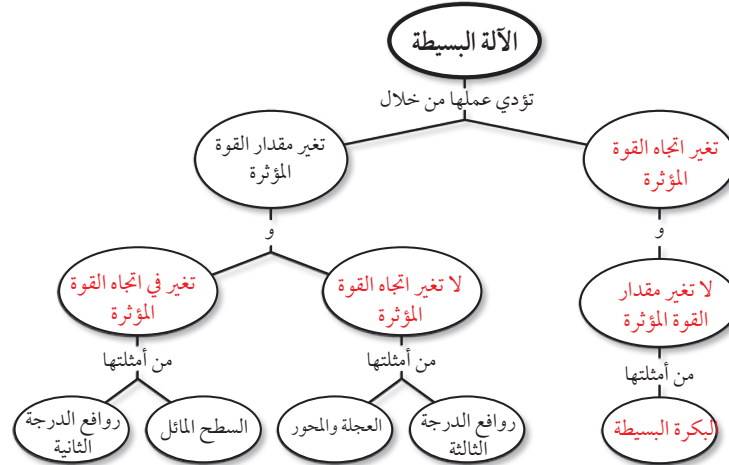 الآلة البسيطة
تؤدي عملها من خلال
تغير اتجاه القوة
المؤثرة
تغير مقدار القوة
المؤثرة
و
و
لا تغير مقدار
القوة المؤثرة
لا تغير اتجاه القوة
المؤثرة
تغير في اتجاه القوة
المؤثرة
من أمثلتها
من أمثلتها
من أمثلتها
البكرة البسيطة
روافع الدرجة
الثالثة
العجلة والمحور
السطح المائل
روافع الدرجة
الثانية